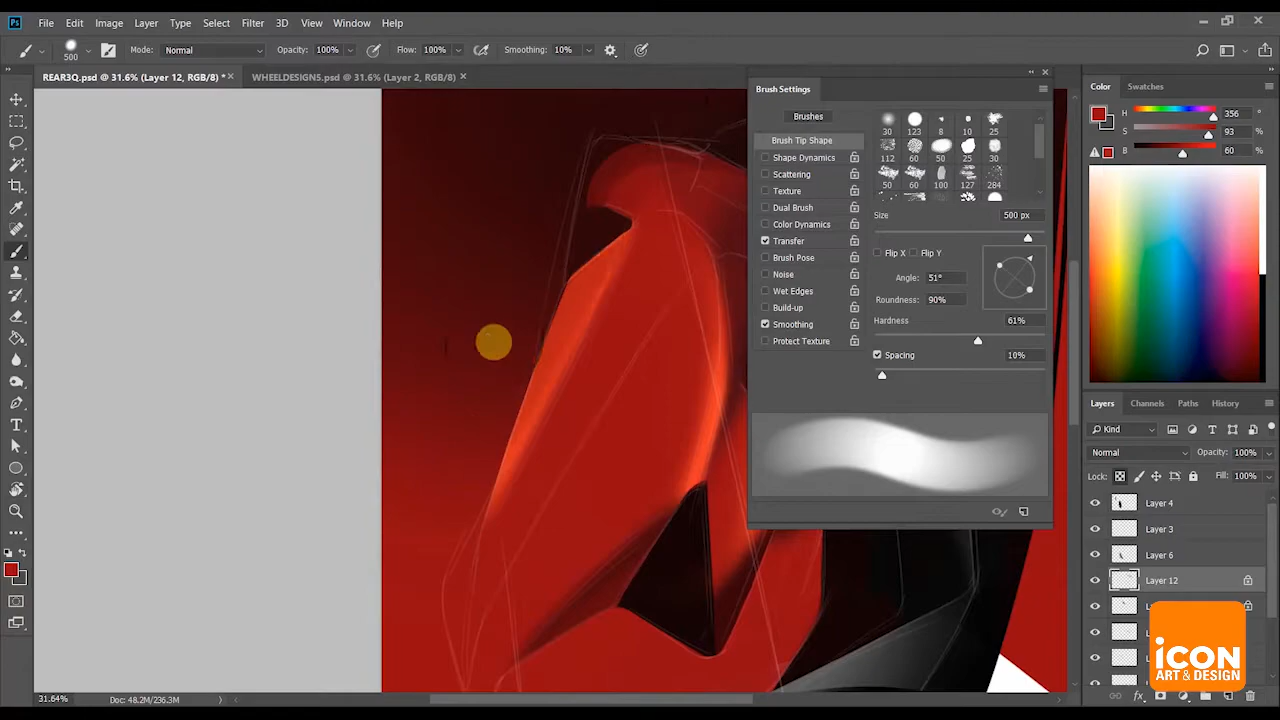 Ps File Edit Image Layer Type Select Filter 3D View Window Help
500 Mode: Normal Opacity: 100% Flow: 100% Smoothing: 10%
REAR3Q.psd @ 31.6% (Layer 12, RGB/8) * × WHEELDESIGN5.psd @ 31.6% (Layer 2, RGB/8) ×
Brush Settings
Brushes
Brush Tip Shape
Shape Dynamics
Scattering
Texture
Dual Brush
Color Dynamics
Transfer
Brush Pose
Noise
Wet Edges
Build-up
Smoothing
Protect Texture
30 123 8 10 25
112 60 50 25 30
50 60 100 127 284
Size 500 px
Flip X Flip Y
Angle: 51°
Roundness: 90%
Hardness 61%
Spacing 10%
Color Swatches
H 356 °
S 93 %
B 60 %
Layers Channels Paths History
Kind
Normal Opacity: 100%
Lock: Fill: 100%
Layer 4
Layer 3
Layer 6
Layer 12
iCON
ART & DESIGN
31.64% Doc: 48.2M/236.3M